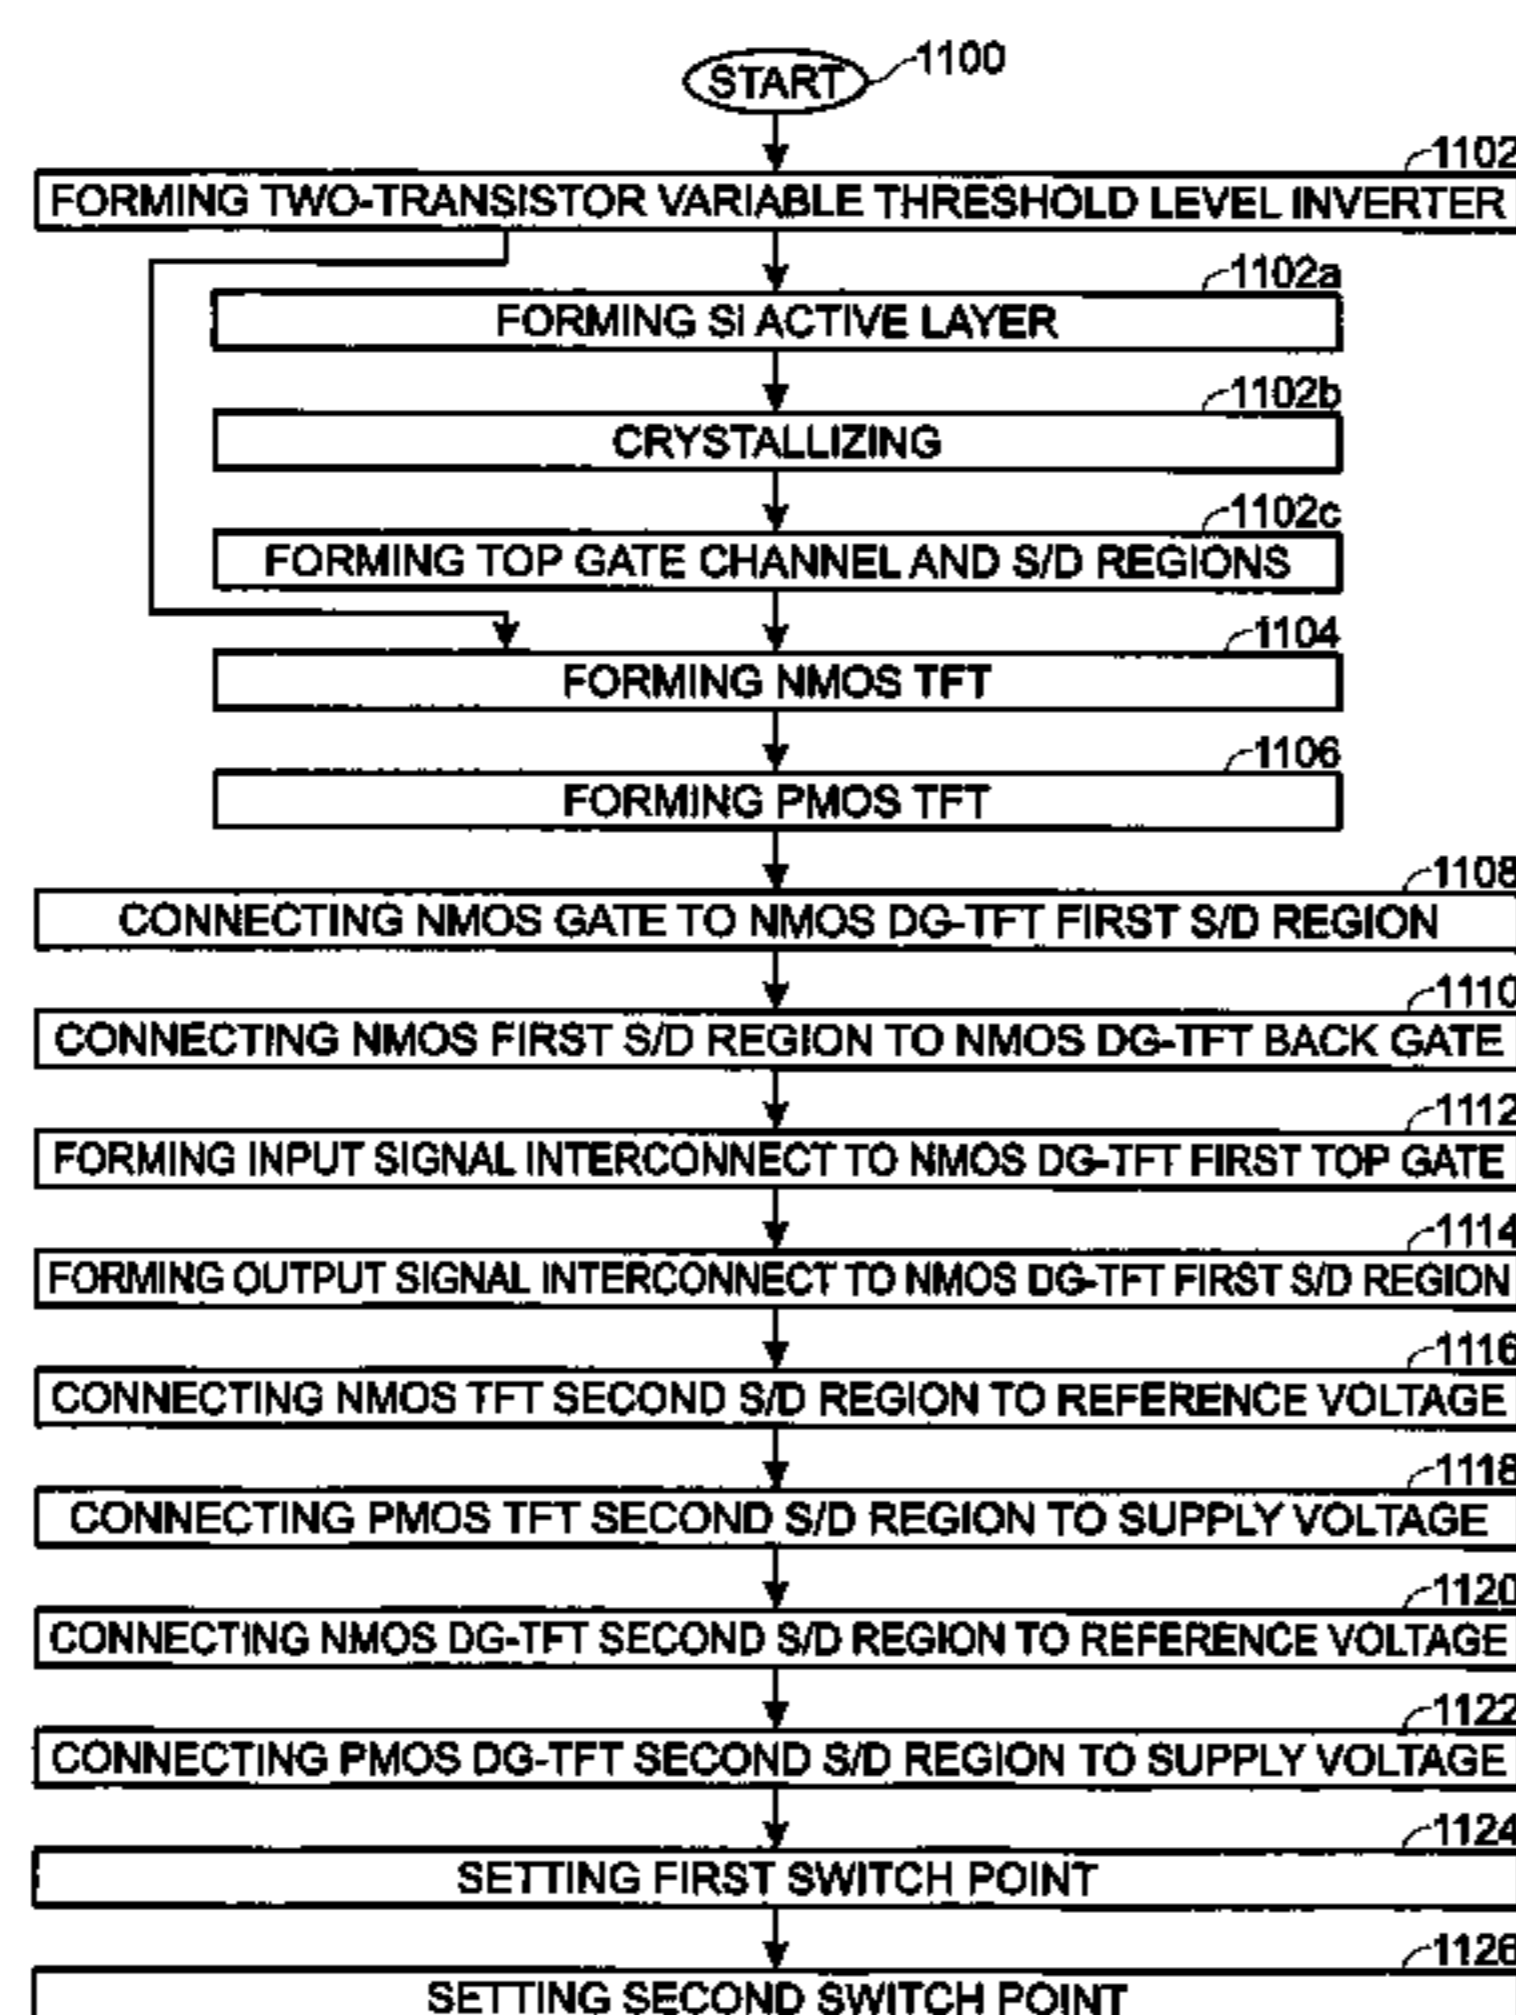 START
1100
1102
FORMING TWO-TRANSISTOR VARIABLE THRESHOLD LEVEL INVERTER
1102a
FORMING Si ACTIVE LAYER
1102b
CRYSTALLIZING
1102c
FORMING TOP GATE CHANNEL AND S/D REGIONS
1104
FORMING NMOS TFT
1106
FORMING PMOS TFT
1108
CONNECTING NMOS GATE TO NMOS DG-TFT FIRST S/D REGION
1110
CONNECTING NMOS FIRST S/D REGION TO NMOS DG-TFT BACK GATE
1112
FORMING INPUT SIGNAL INTERCONNECT TO NMOS DG-TFT FIRST TOP GATE
1114
FORMING OUTPUT SIGNAL INTERCONNECT TO NMOS DG-TFT FIRST S/D REGION
1116
CONNECTING NMOS TFT SECOND S/D REGION TO REFERENCE VOLTAGE
1118
CONNECTING PMOS TFT SECOND S/D REGION TO SUPPLY VOLTAGE
1120
CONNECTING NMOS DG-TFT SECOND S/D REGION TO REFERENCE VOLTAGE
1122
CONNECTING PMOS DG-TFT SECOND S/D REGION TO SUPPLY VOLTAGE
1124
SETTING FIRST SWITCH POINT
1126
SETTING SECOND SWITCH POINT